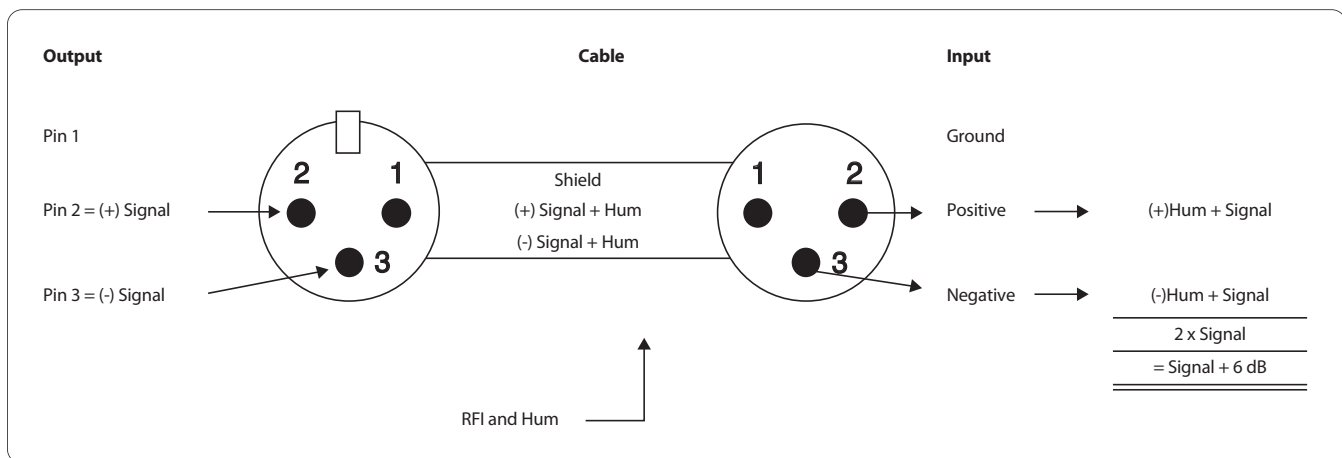 Output
Cable
Input
Pin 1
Ground
2
1
1
2
Shield
Pin 2 = (+) Signal
(+) Signal + Hum
Positive
(+)Hum + Signal
(-) Signal + Hum
3
3
Pin 3 = (-) Signal
Negative
(-)Hum + Signal
2 x Signal
= Signal + 6 dB
RFI and Hum